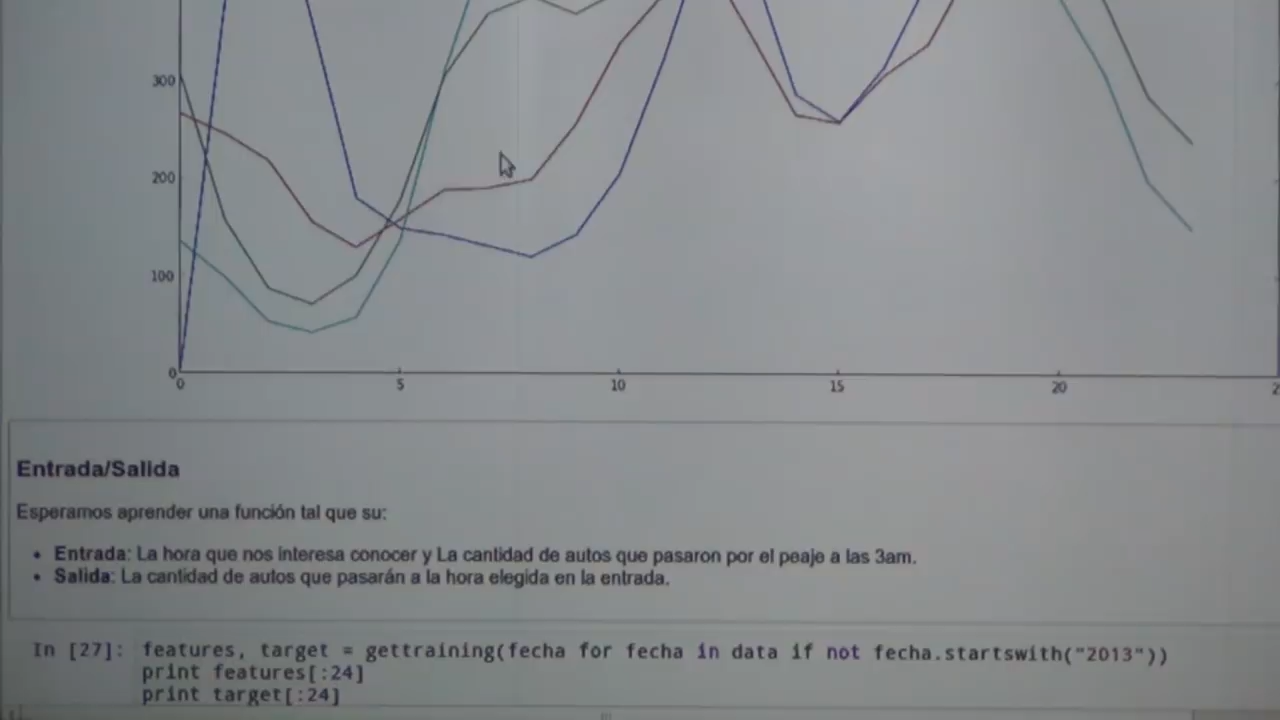 300
200
100
0
0 5 10 15 20
Entrada/Salida
Esperamos aprender una función tal que su:
• Entrada: La hora que nos interesa conocer y La cantidad de autos que pasaron por el peaje a las 3am.
• Salida: La cantidad de autos que pasarán a la hora elegida en la entrada.
In [27]: features, target = gettraining(fecha for fecha in data if not fecha.startswith("2013"))
print features[:24]
print target[:24]